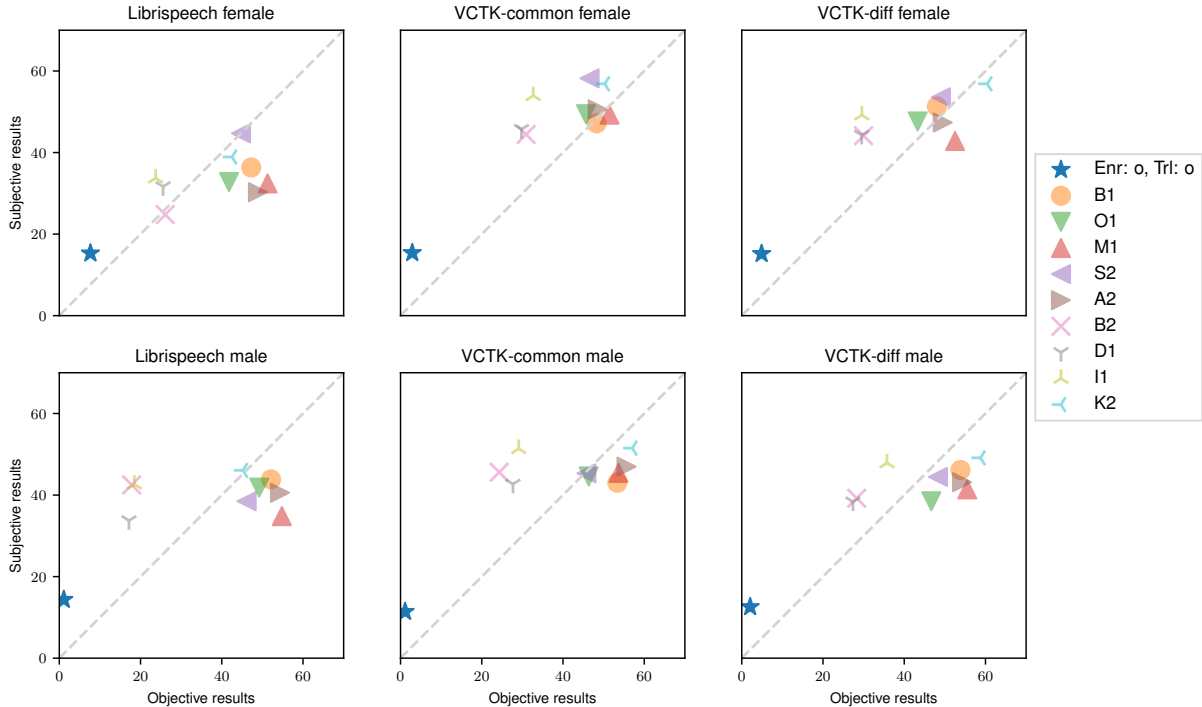 Librispeech female
VCTK-common female
VCTK-diff female
Subjective results
60
40
20
0
Enr: o, Trl: o
B1
O1
M1
S2
A2
B2
D1
I1
K2
Librispeech male
VCTK-common male
VCTK-diff male
Subjective results
60
40
20
0
0 20 40 60
0 20 40 60
0 20 40 60
Objective results
Objective results
Objective results